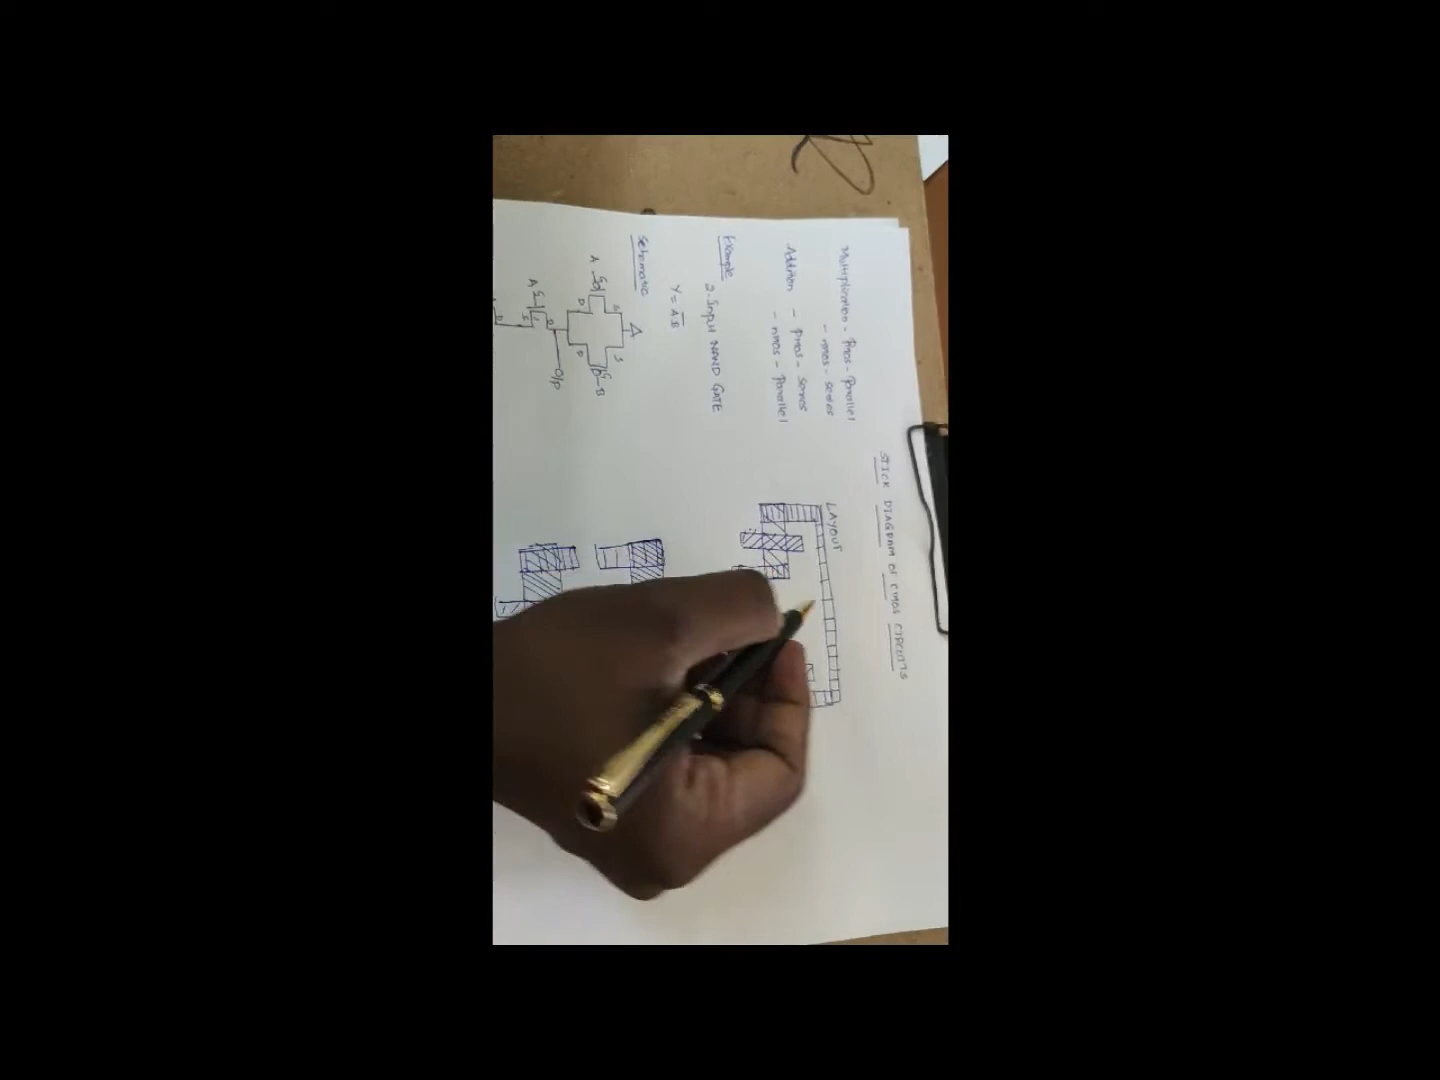 STICK DIAGRAM OF CMOS CIRCUITS
Multiplication - Pmos - Parallel
- nmos - series
Addition - Pmos - series
- nmos - Parallel
Example
2-Input NAND GATE
Y = A.B
Schematic
S S
A G G B
D D
O/P
D
A G
S
D
LAYOUT